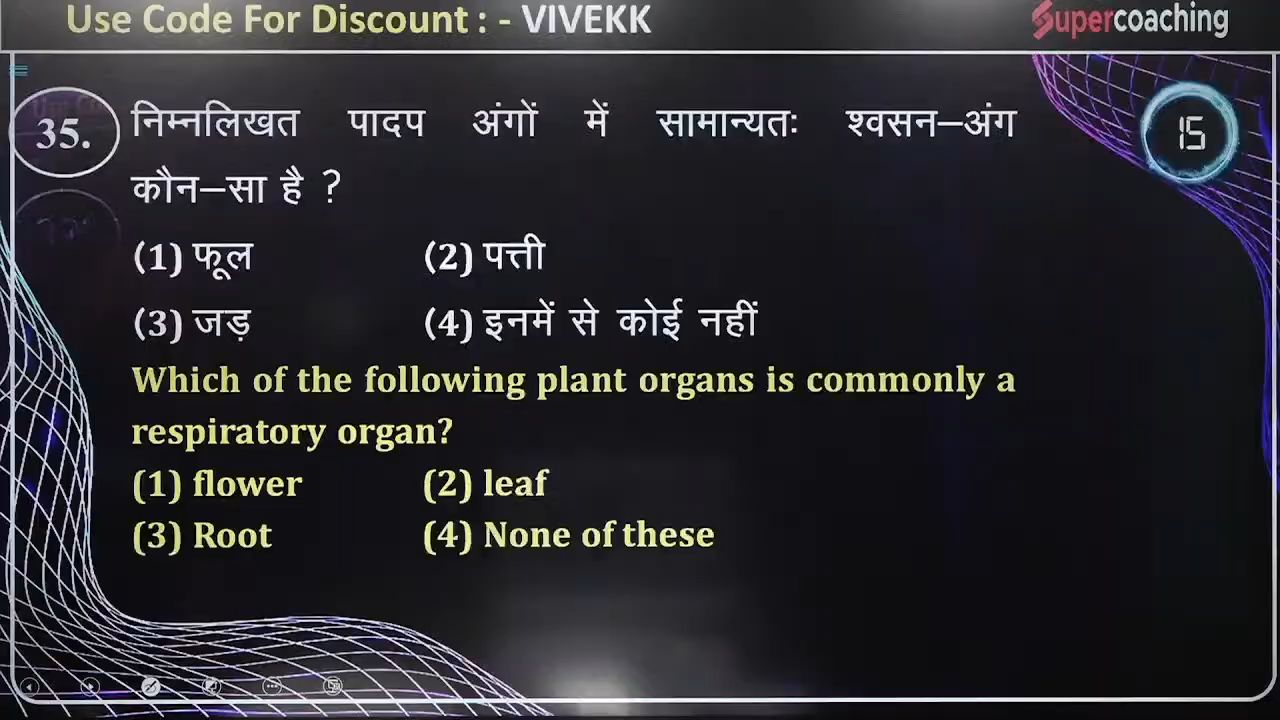 Use Code For Discount : - VIVEKK
Supercoaching
35. निम्नलिखत पादप अंगों में सामान्यतः श्वसन–अंग
कौन–सा है ?
15
(1) फूल (2) पत्ती
(3) जड़ (4) इनमें से कोई नहीं
Which of the following plant organs is commonly a
respiratory organ?
(1) flower (2) leaf
(3) Root (4) None of these